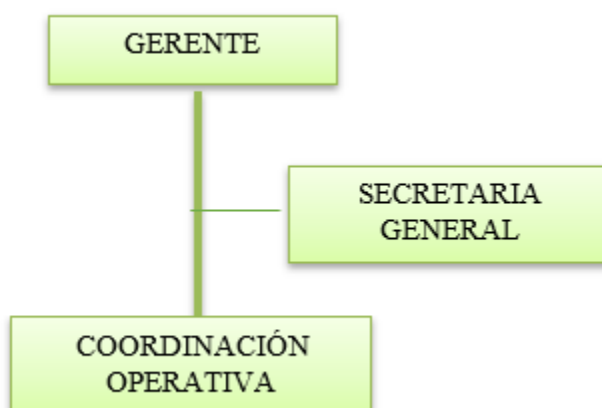 GERENTE
SECRETARIA
GENERAL
COORDINACIÓN
OPERATIVA